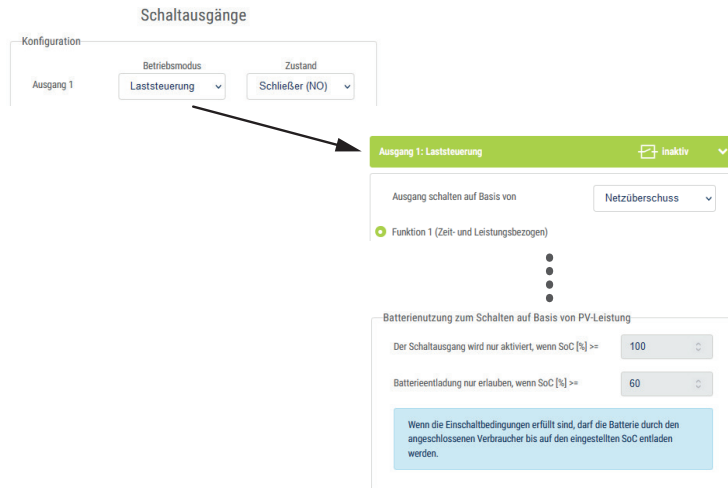 Schaltausgänge
Konfiguration
Betriebsmodus Zustand
Ausgang 1 Laststeuerung Schließer (NO)
Ausgang 1: Laststeuerung inaktiv
Ausgang schalten auf Basis von Netzüberschuss
Funktion 1 (Zeit- und Leistungsbezogen)
Batterienutzung zum Schalten auf Basis von PV-Leistung
Der Schaltausgang wird nur aktiviert, wenn SoC [%] >= 100
Batterieentladung nur erlauben, wenn SoC [%] >= 60
Wenn die Einschaltbedingungen erfüllt sind, darf die Batterie durch den
angeschlossenen Verbraucher bis auf den eingestellten SoC entladen
werden.